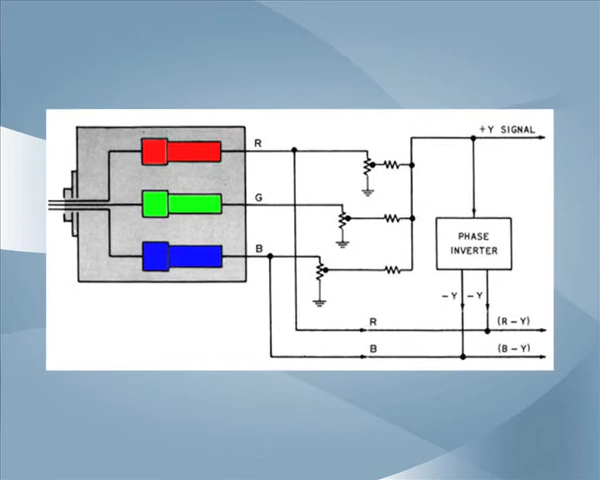 +Y SIGNAL
R
G
B
PHASE
INVERTER
–Y –Y
R (R–Y)
B (B–Y)